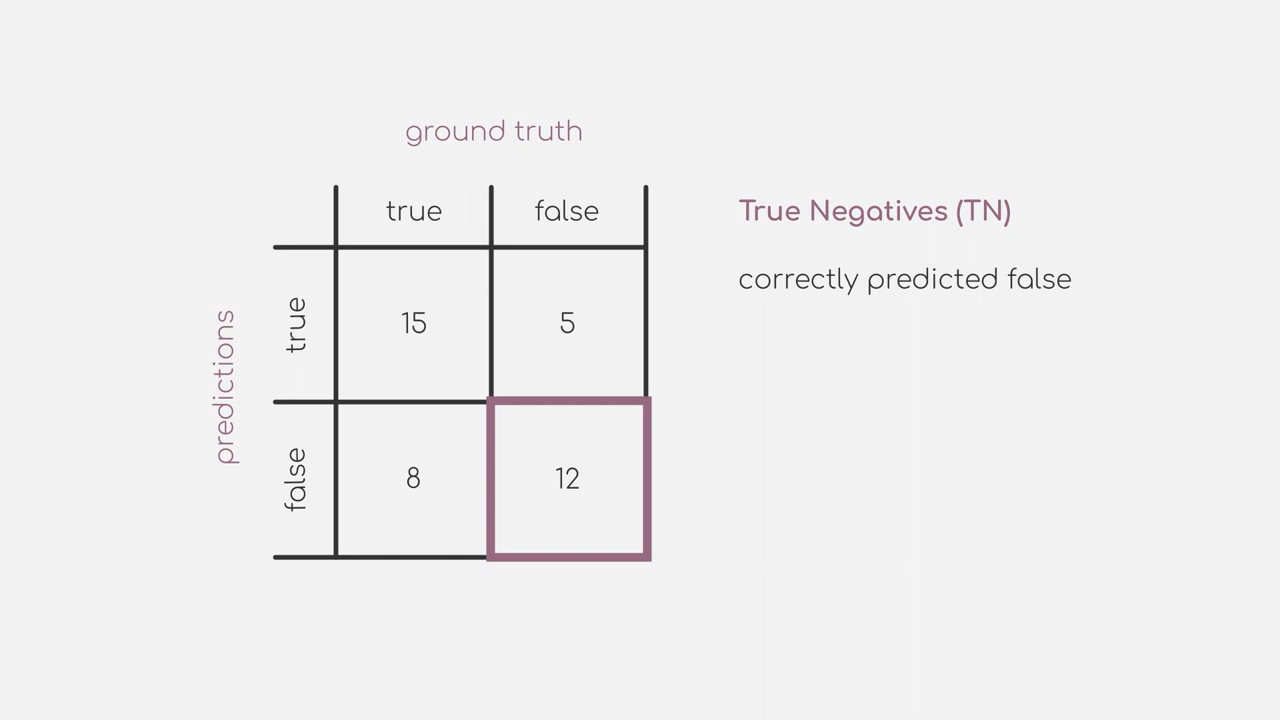 ground truth
true false
True Negatives (TN)
correctly predicted false
predictions
true 15 5
false 8 12